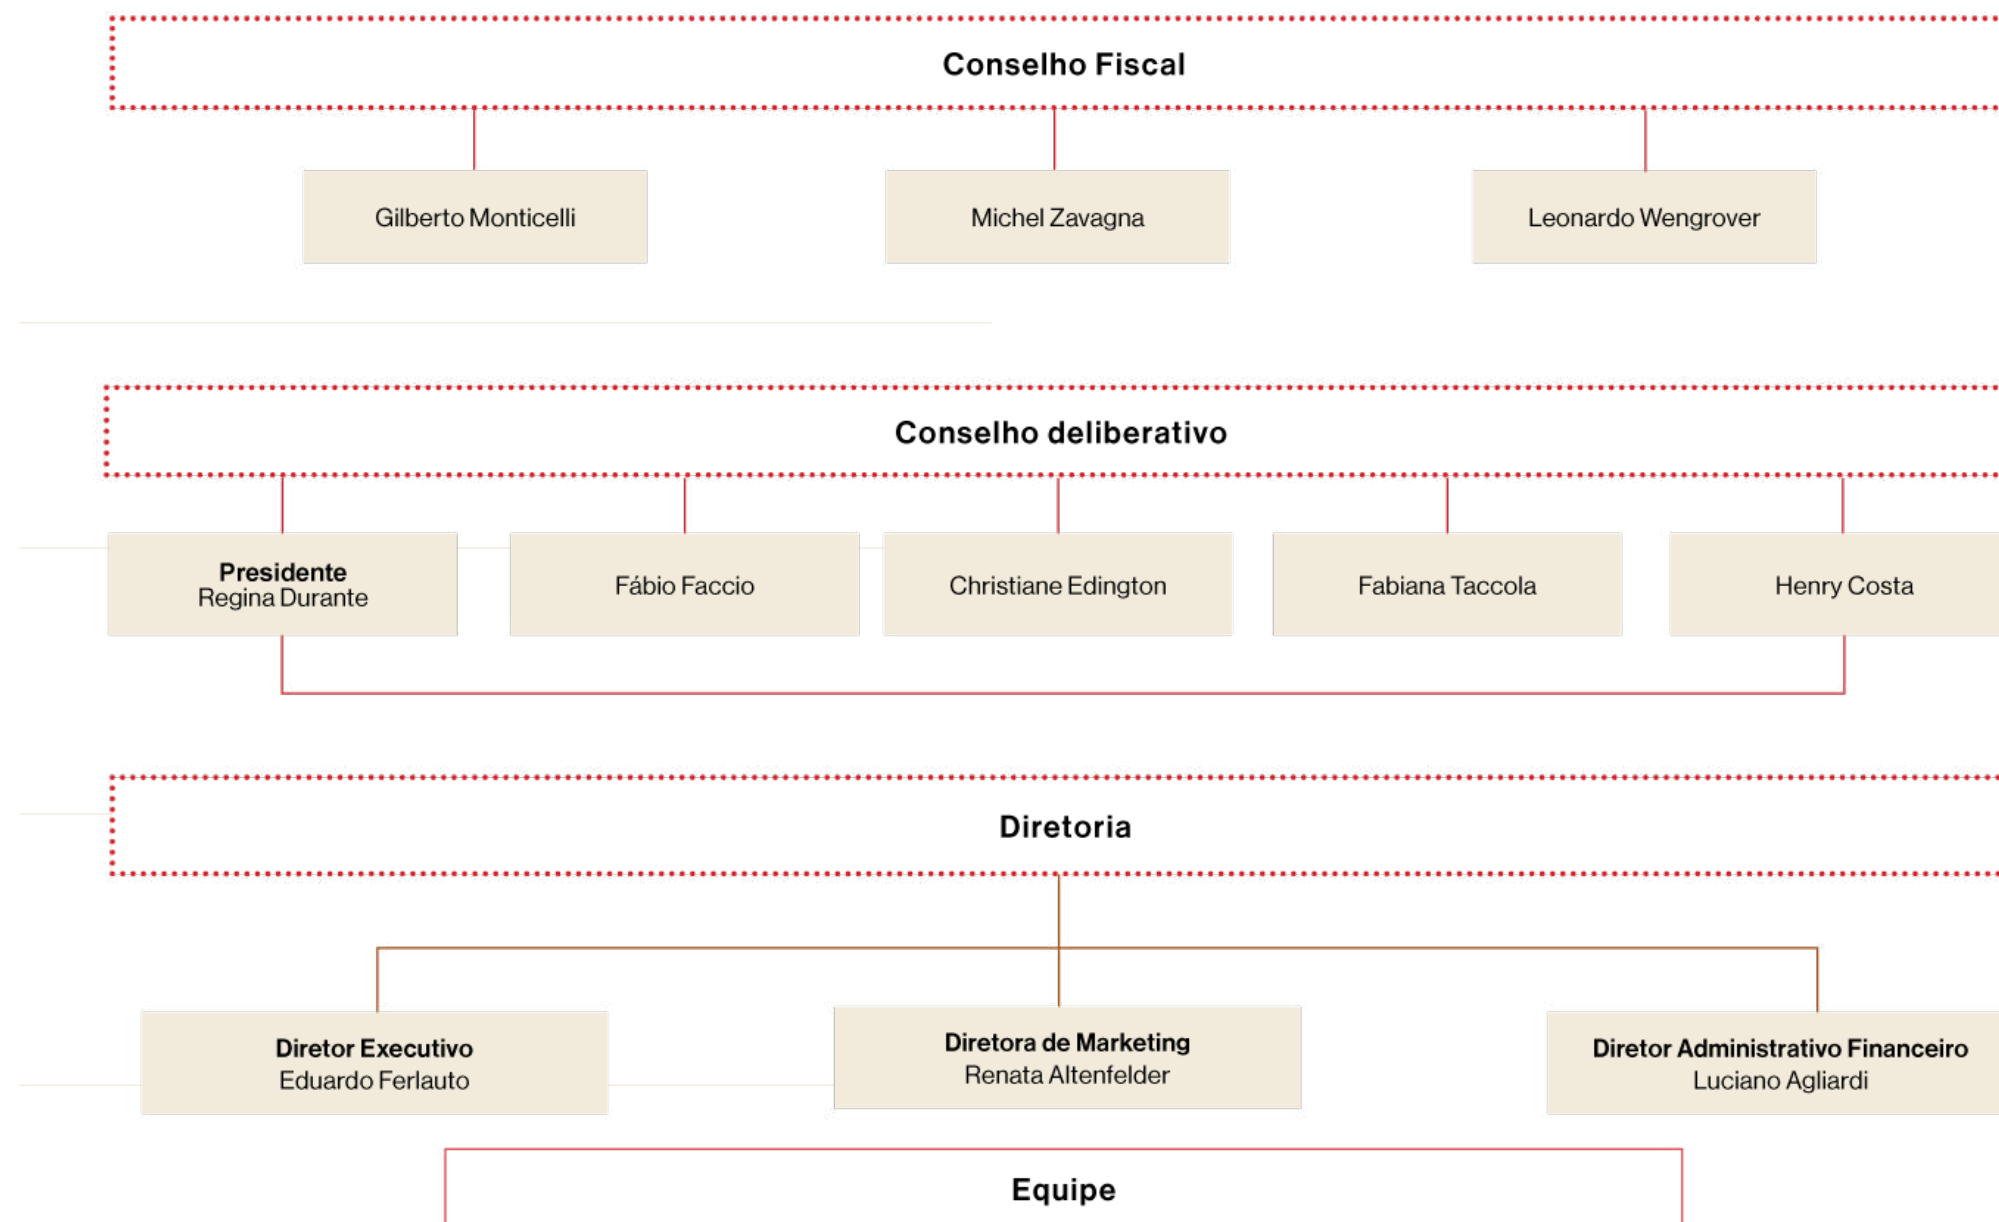 Conselho Fiscal
Gilberto Monticelli
Michel Zavagna
Leonardo Wengrover
Conselho deliberativo
Presidente
Regina Durante
Fábio Faccio
Christiane Edington
Fabiana Taccola
Henry Costa
Diretoria
Diretor Executivo
Eduardo Ferlauto
Diretora de Marketing
Renata Altenfelder
Diretor Administrativo Financeiro
Luciano Agliardi
Equipe